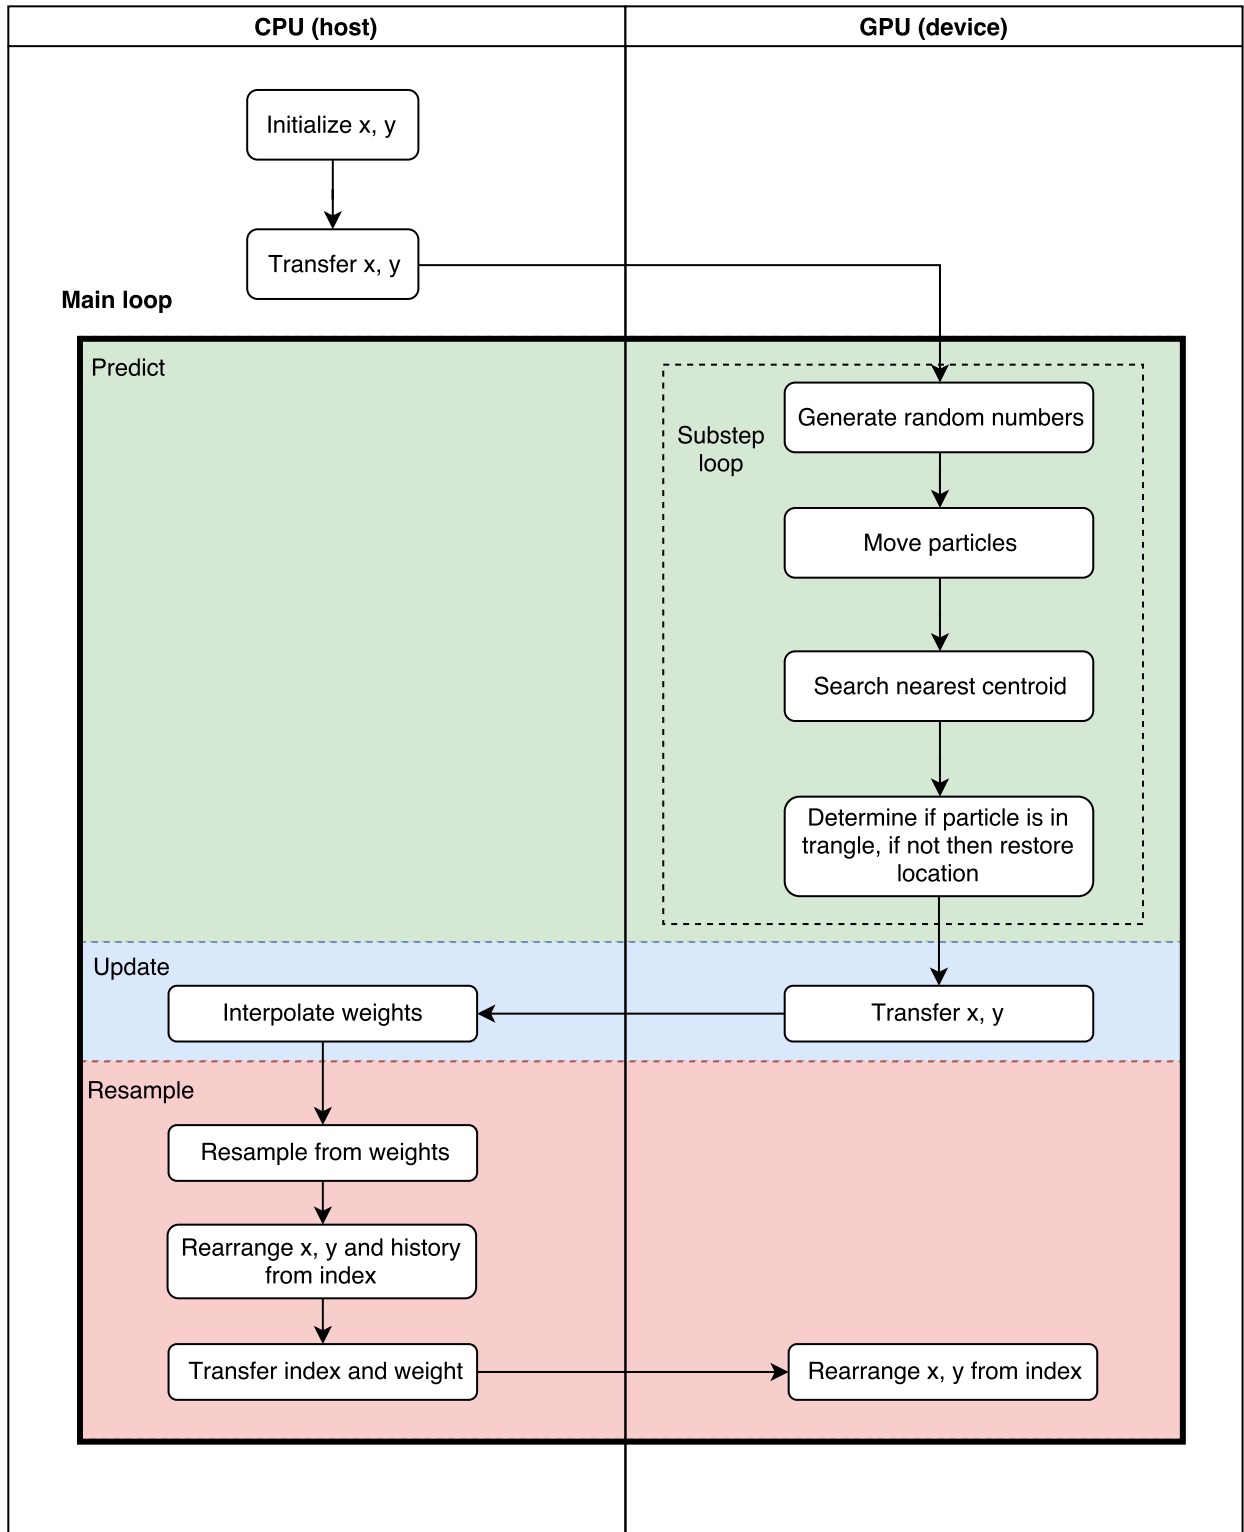 CPU (host)
GPU (device)
Initialize x, y
Transfer x, y
Main loop
Predict
Substep
loop
Generate random numbers
Move particles
Search nearest centroid
Determine if particle is in
trangle, if not then restore
location
Update
Interpolate weights
Transfer x, y
Resample
Resample from weights
Rearrange x, y and history
from index
Transfer index and weight
Rearrange x, y from index